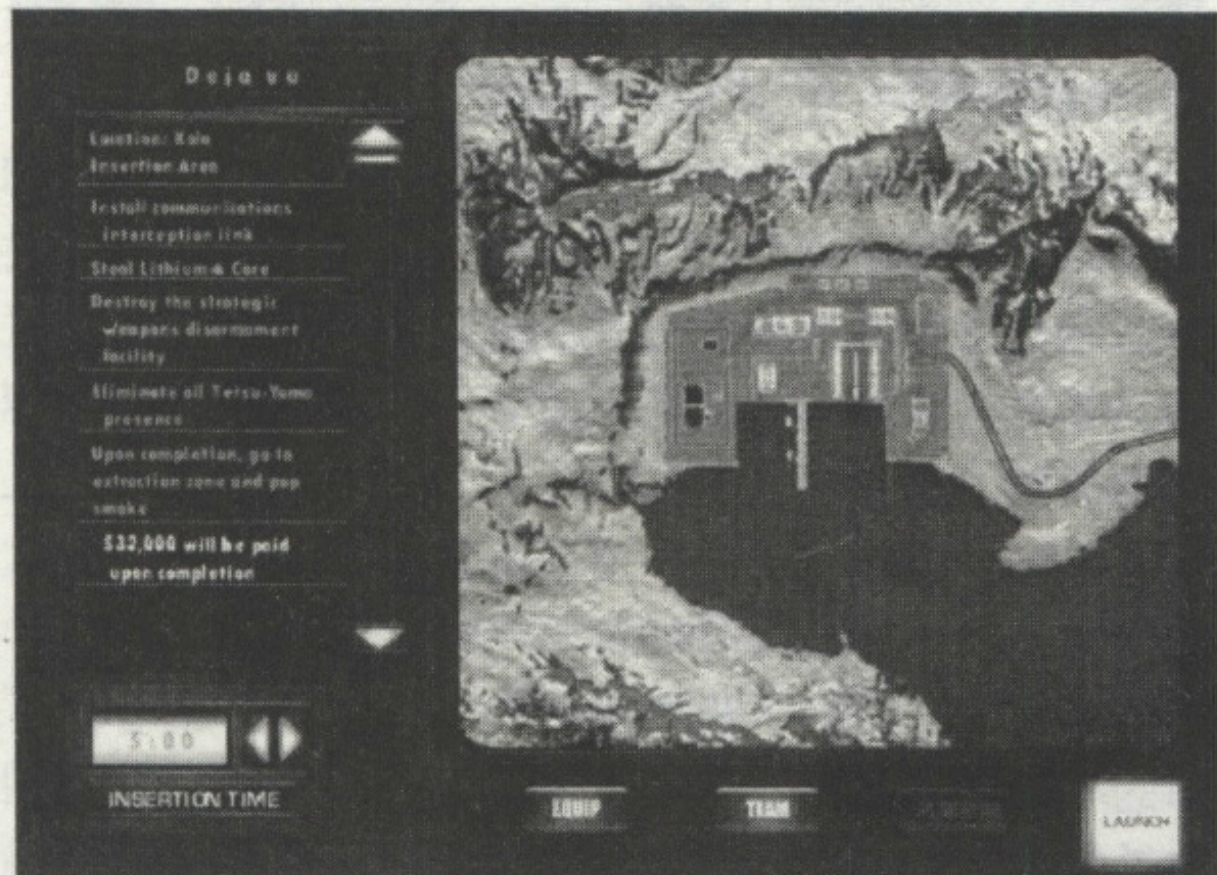 Deja vu
Location: Kola
Insertion Area
Install communications
interception link
Steal Lithium Core
Destroy the strategic
weapons disarmament
facility
Eliminate all Tetsu-Yumo
presence
Upon completion, go to
extraction zone and pop
smoke
$32,000 will be paid
upon completion
5:00
INSERTION TIME
EQUIP
TEAM
LAUNCH